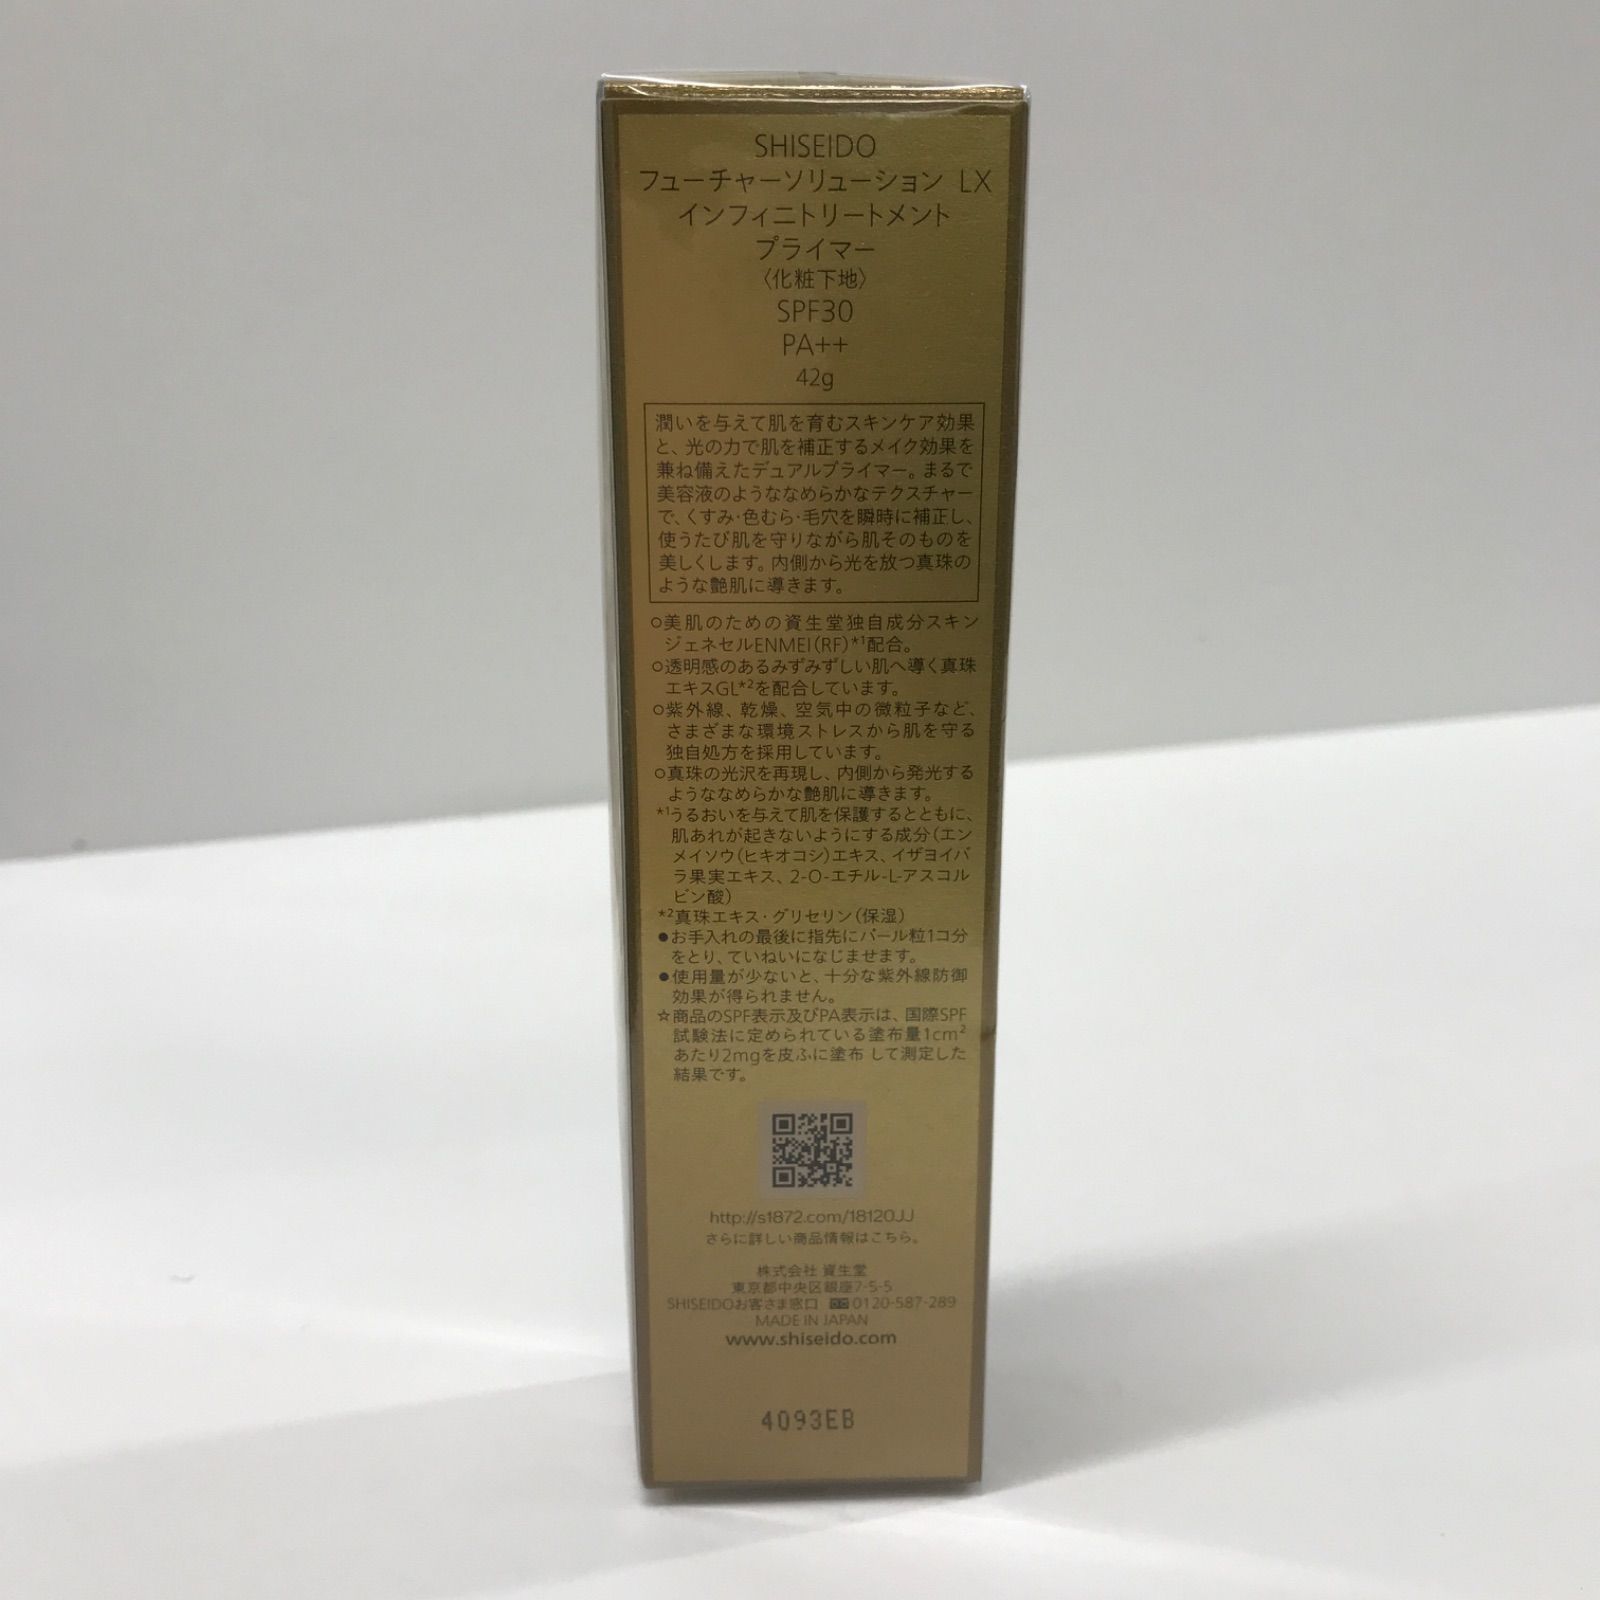 SHISEIDO
フューチャーソリューション LX
インフィニトリートメント
プライマー
〈化粧下地〉
SPF30
PA++
42g
潤いを与えて肌を育むスキンケア効果
と、光の力で肌を補正するメイク効果を
兼ね備えたデュアルプライマー。まるで
美容液のようななめらかなテクスチャー
で、くすみ・色むら・毛穴を瞬時に補正し、
使うたび肌を守りながら肌そのものを
美しくします。内側から光を放つ真珠の
ような艶肌に導きます。
○美肌のための資生堂独自成分スキン
ジェネセルENMEI(RF)*1配合。
○透明感のあるみずみずしい肌へ導く真珠
エキスGL*2を配合しています。
○紫外線、乾燥、空気中の微粒子など、
さまざまな環境ストレスから肌を守る
独自処方を採用しています。
○真珠の光沢を再現し、内側から発光する
ようななめらかな艶肌に導きます。
*1うるおいを与えて肌を保護するとともに、
肌あれが起きないようにする成分(エン
メイソウ(ヒキオコシ)エキス、イザヨイバ
ラ果実エキス、2-O-エチル-L-アスコル
ビン酸)
*2真珠エキス・グリセリン(保湿)
●お手入れの最後に指先にパール粒1コ分
をとり、ていねいになじませます。
●使用量が少ないと、十分な紫外線防御
効果が得られません。
☆商品のSPF表示及びPA表示は、国際SPF
試験法に定められている塗布量1cm²
あたり2mgを皮ふに塗布して測定した
結果です。
http://s1872.com/18120JJ
さらに詳しい商品情報はこちら。
株式会社 資生堂
東京都中央区銀座7-5-5
SHISEIDOお客さま窓口 0120-587-289
MADE IN JAPAN
www.shiseido.com
4093EB